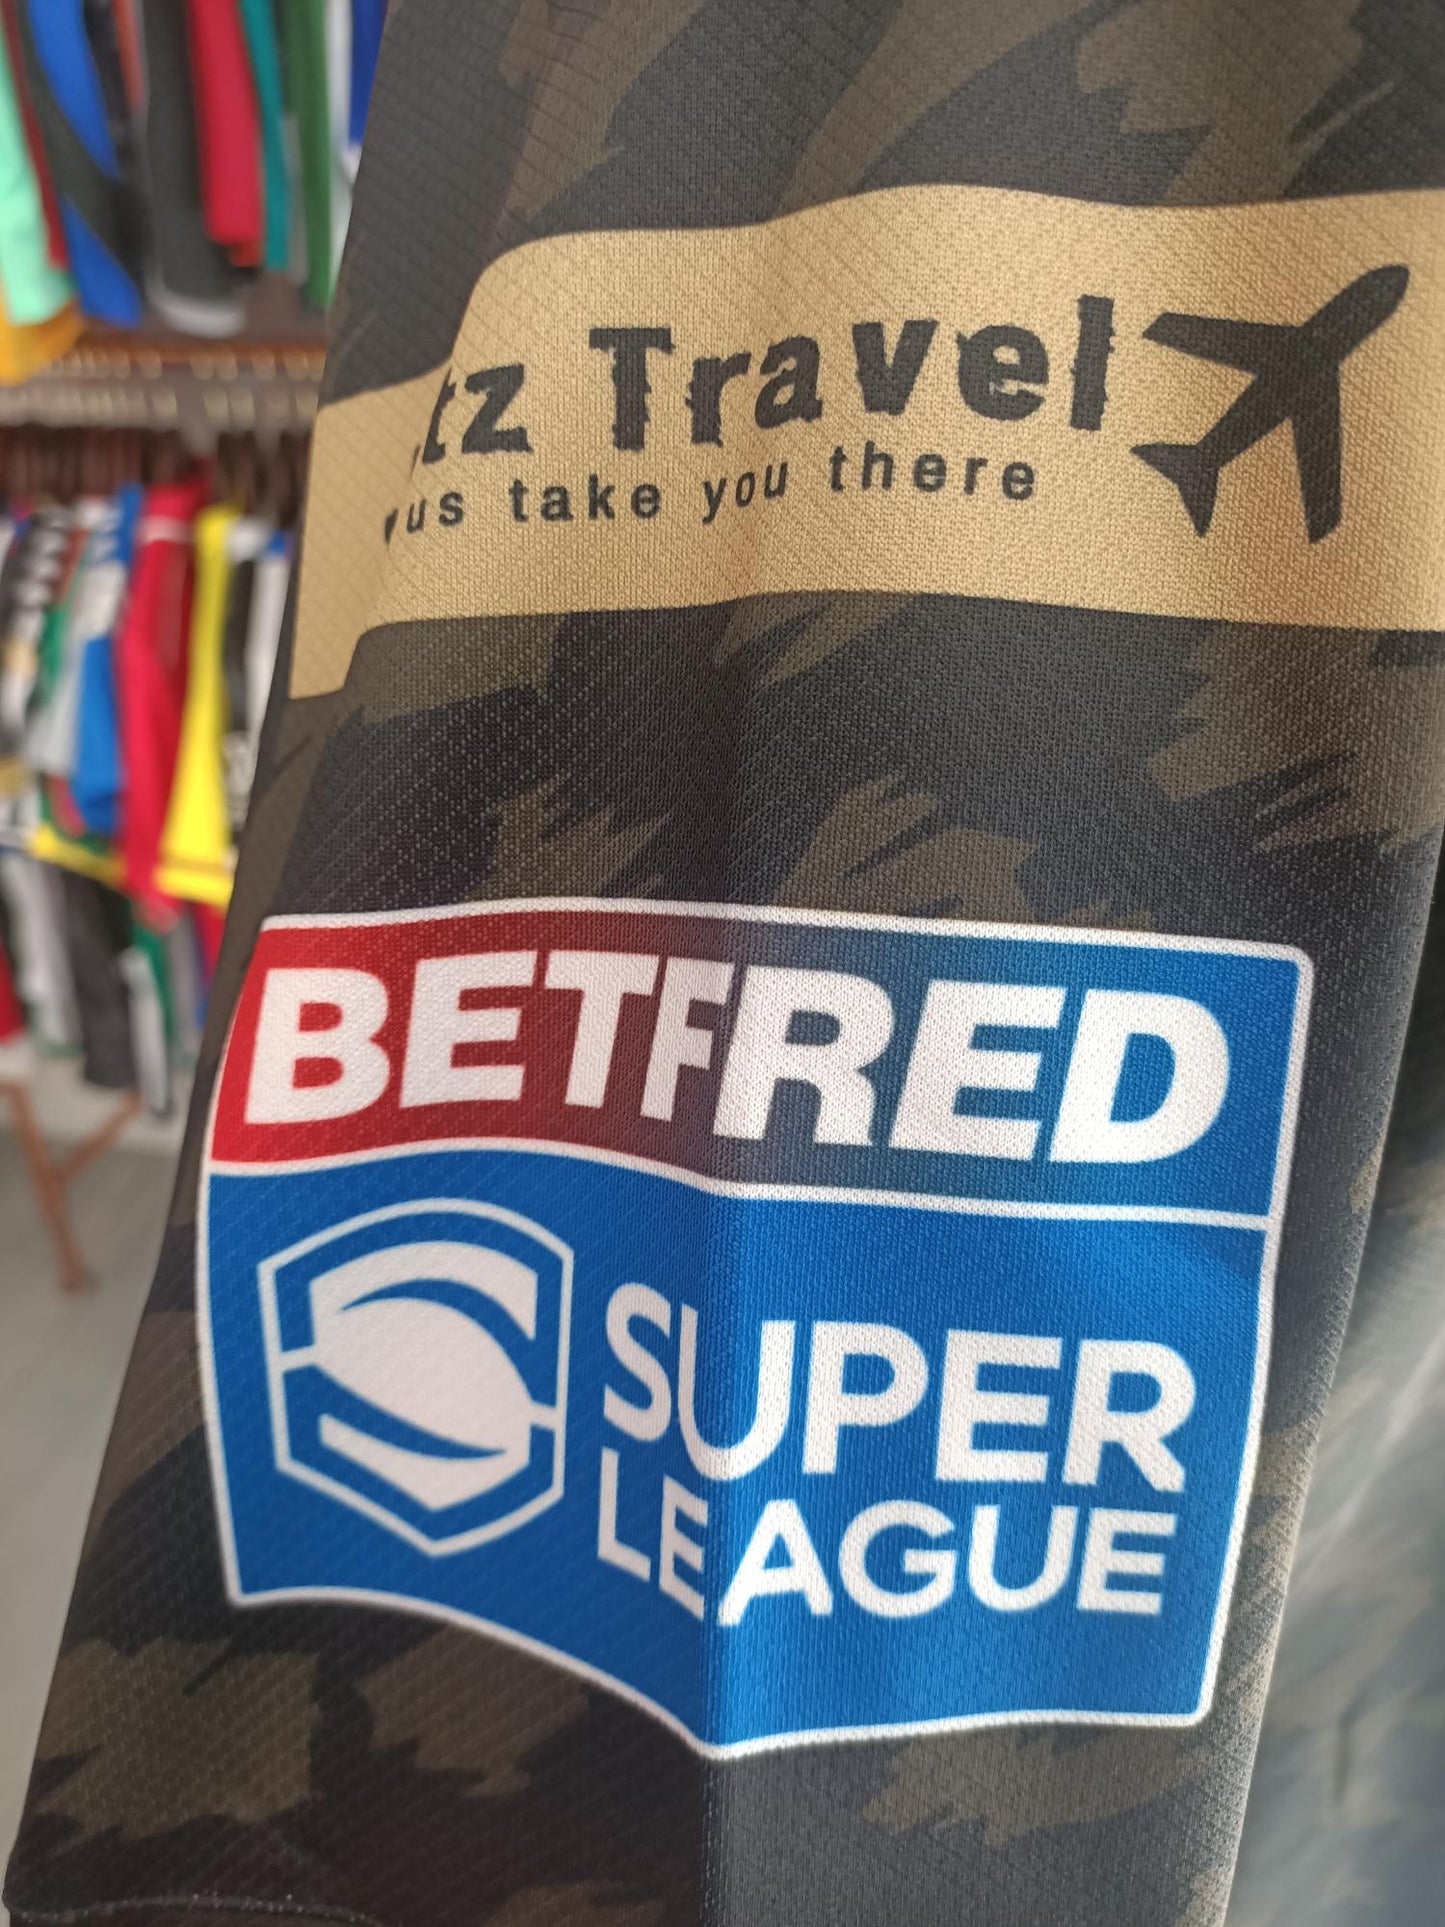 tz Travel
us take you there
BETFRED
SUPER
LEAGUE